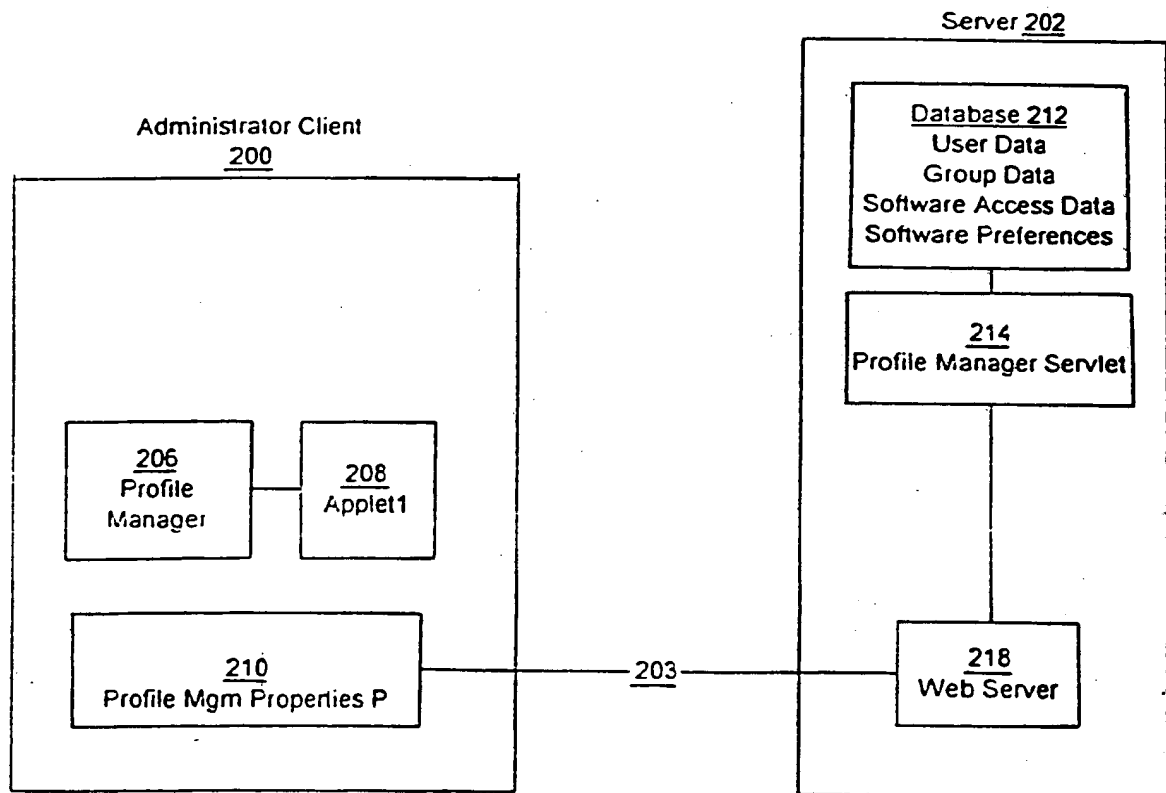 Server 202
Database 212
User Data
Group Data
Software Access Data
Software Preferences
214
Profile Manager Servlet
Administrator Client
200
206
Profile
Manager
208
Applet1
210
Profile Mgm Properties P
203
218
Web Server